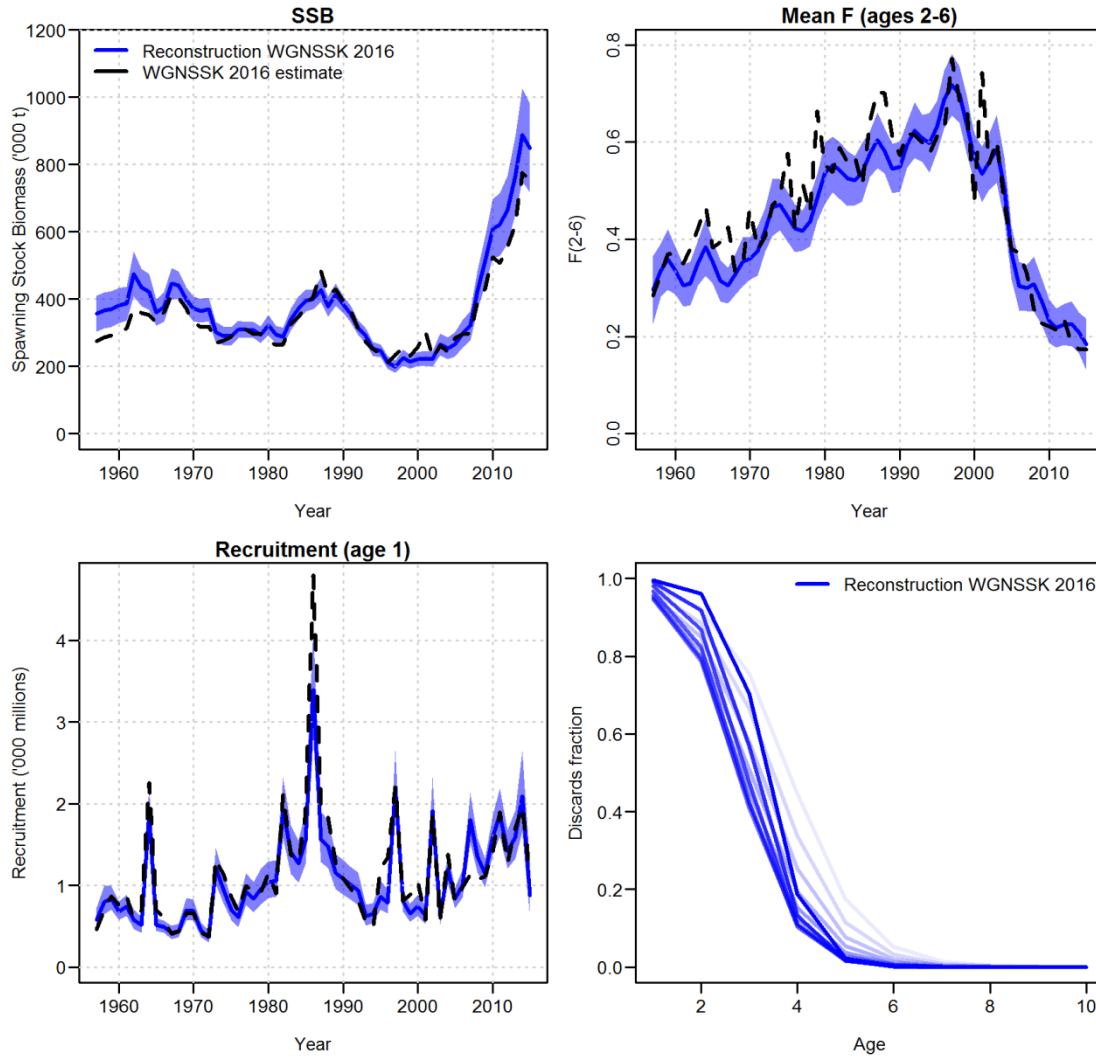 SSB
1200
1000
800
600
400
200
0
Spawning Stock Biomass ('000 t)
Reconstruction WGNSSK 2016
WGNSSK 2016 estimate
1960 1970 1980 1990 2000 2010
Year
Mean F (ages 2-6)
0.8
0.6
0.4
0.2
0.0
F(2-6)
1960 1970 1980 1990 2000 2010
Year
Recruitment (age 1)
4
3
2
1
0
Recruitment ('000 millions)
1960 1970 1980 1990 2000 2010
Year
Reconstruction WGNSSK 2016
1.0
0.8
0.6
0.4
0.2
0.0
Discards fraction
2 4 6 8 10
Age